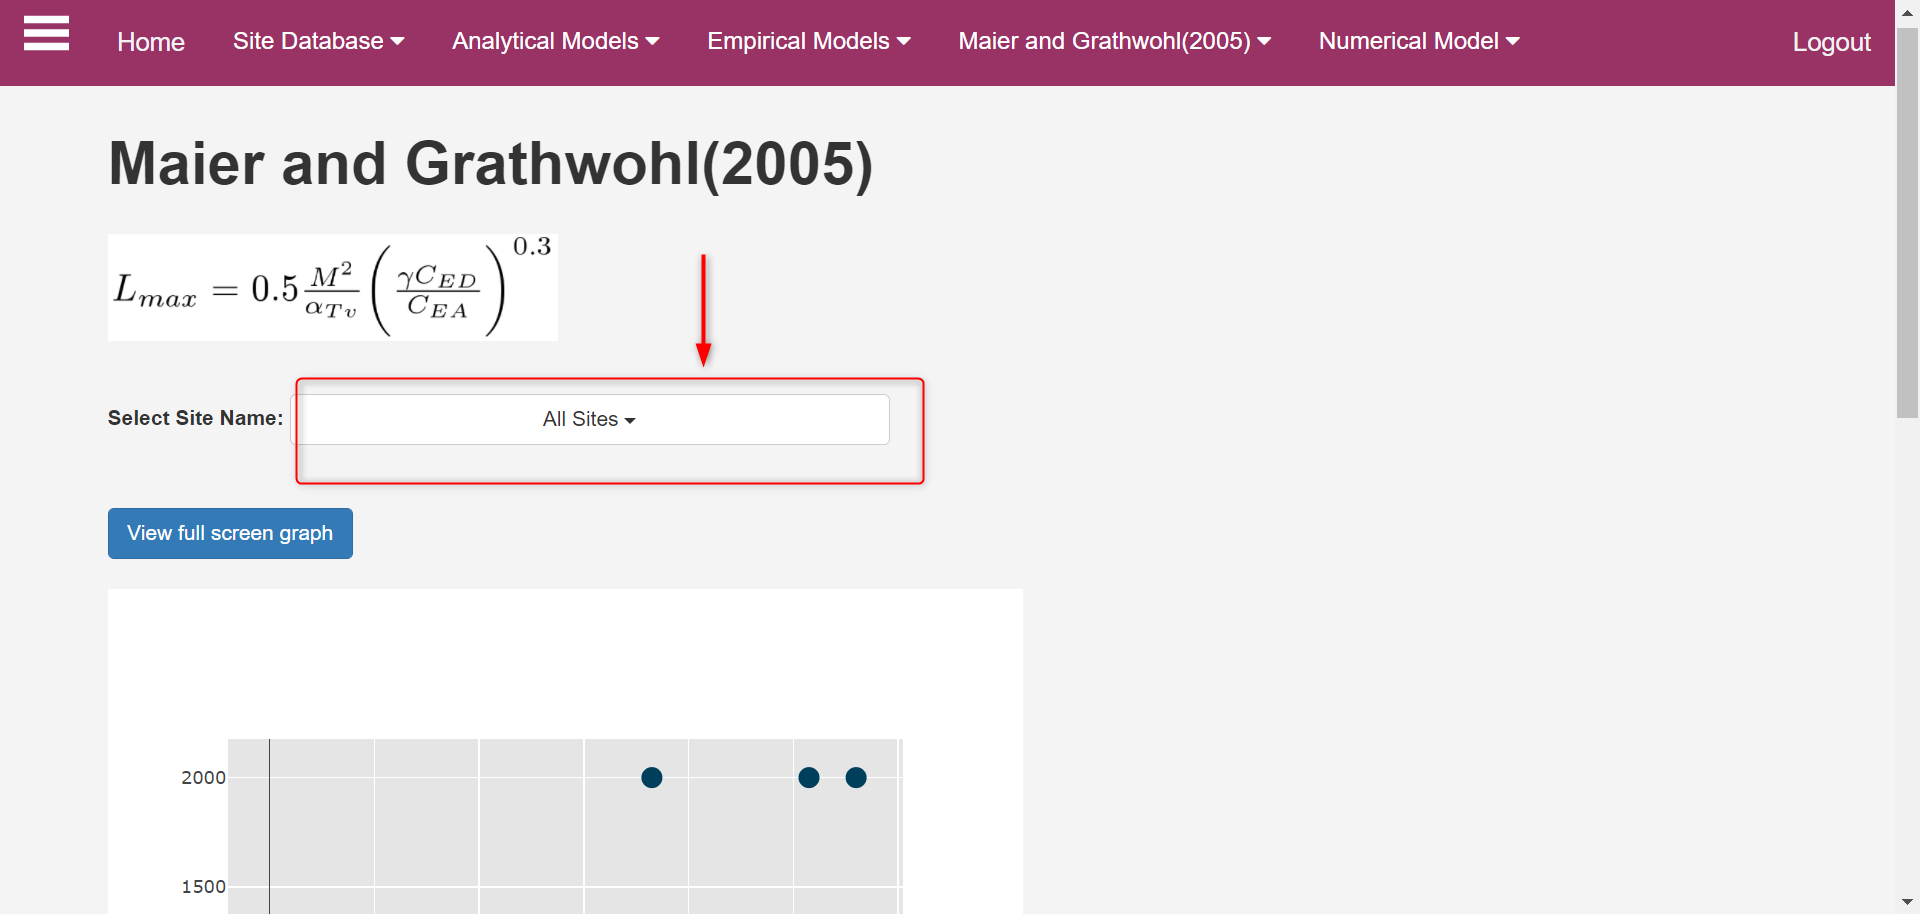 Home Site Database Analytical Models Empirical Models Maier and Grathwohl(2005) Numerical Model Logout
Maier and Grathwohl(2005)
L_{max} = 0.5 \frac{M^2}{\alpha_{Tv}} \left( \frac{\gamma C_{ED}}{C_{EA}} \right)^{0.3}
Select Site Name: All Sites
View full screen graph
2000
1500